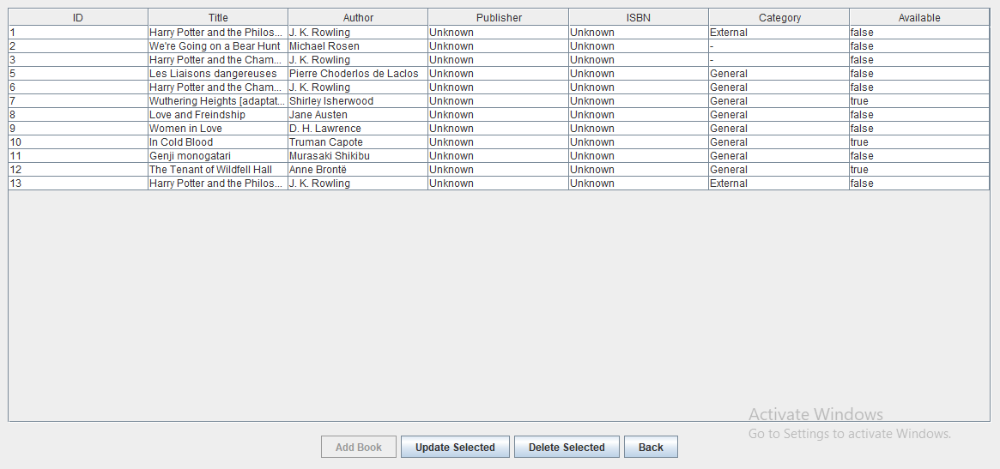 ID Title Author Publisher ISBN Category Available
1 Harry Potter and the Philos... J. K. Rowling Unknown Unknown External false
2 We're Going on a Bear Hunt Michael Rosen Unknown Unknown - false
3 Harry Potter and the Cham... J. K. Rowling Unknown Unknown - false
5 Les Liaisons dangereuses Pierre Choderlos de Laclos Unknown Unknown General false
6 Harry Potter and the Cham... J. K. Rowling Unknown Unknown General false
7 Wuthering Heights [adaptat... Shirley Isherwood Unknown Unknown General true
8 Love and Freindship Jane Austen Unknown Unknown General false
9 Women in Love D. H. Lawrence Unknown Unknown General false
10 In Cold Blood Truman Capote Unknown Unknown General true
11 Genji monogatari Murasaki Shikibu Unknown Unknown General false
12 The Tenant of Wildfell Hall Anne Brontë Unknown Unknown General true
13 Harry Potter and the Philos... J. K. Rowling Unknown Unknown External false
Activate Windows
Go to Settings to activate Windows.
Add Book Update Selected Delete Selected Back